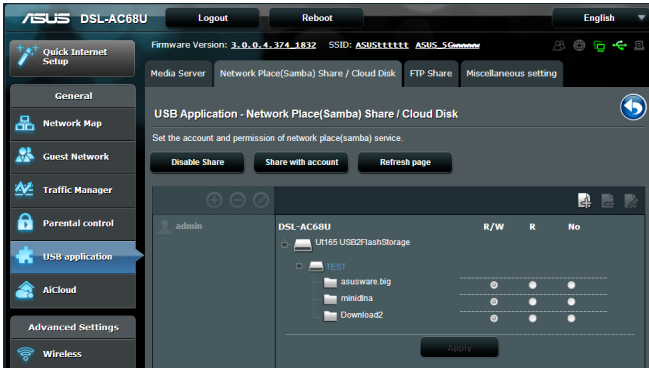 ASUS DSL-AC68U Logout Reboot English
Quick Internet Setup
Firmware Version: 3.0.0.4.374_1832 SSID: ASUStttttt ASUS_5G
Media Server Network Place(Samba) Share / Cloud Disk FTP Share Miscellaneous setting
General
Network Map
Guest Network
Traffic Manager
Parental control
USB application
AiCloud
Advanced Settings
Wireless
USB Application - Network Place(Samba) Share / Cloud Disk
Set the account and permission of network place(samba) service.
Disable Share Share with account Refresh page
admin
DSL-AC68U R/W R No
Ut165 USB2FlashStorage
TEST
asusware.big
minidlna
Download2
Apply